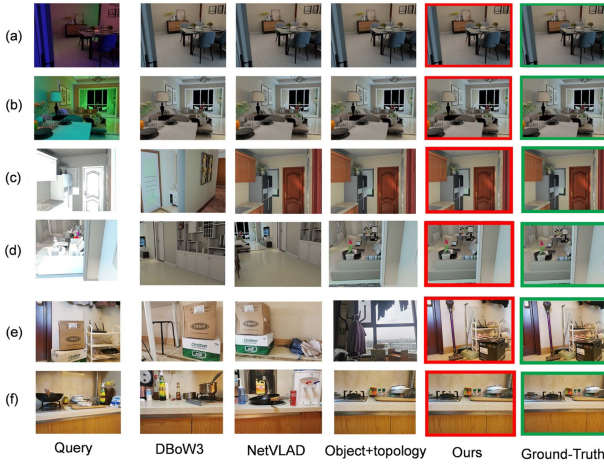 (a)
(b)
(c)
(d)
(e)
(f)
Query DBoW3 NetVLAD Object+topology Ours Ground-Truth